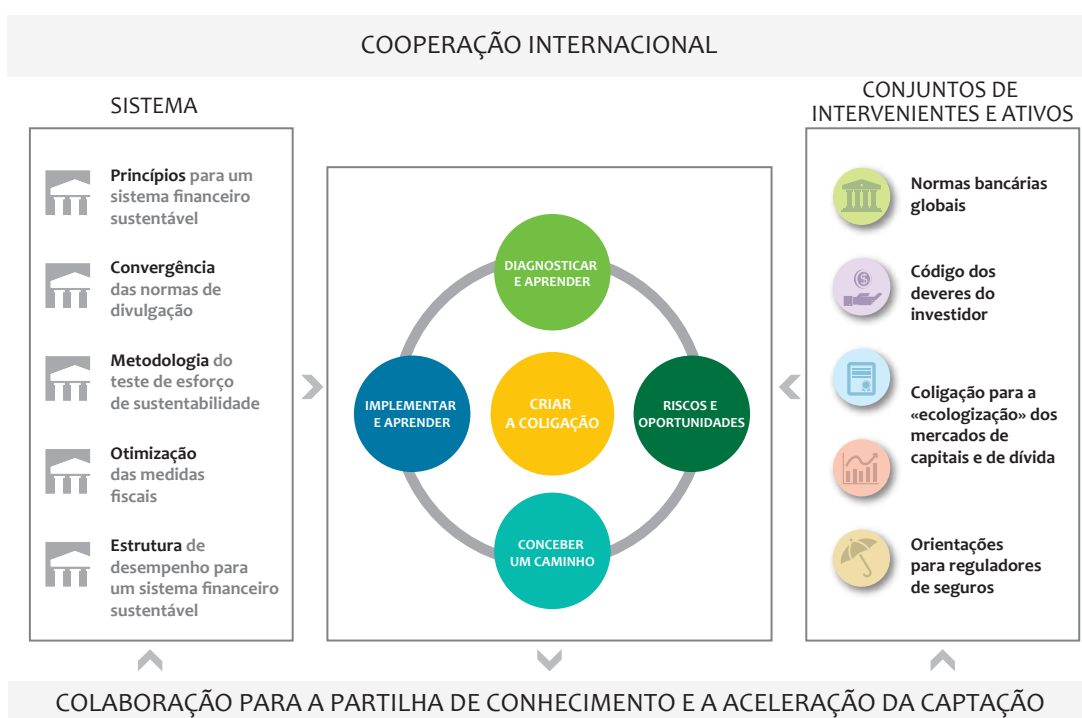 COOPERAÇÃO INTERNACIONAL
SISTEMA
Princípios para um
sistema financeiro
sustentável
Convergência
das normas de
divulgação
Metodologia do
teste de esforço
de sustentabilidade
Otimização
das medidas
fiscais
Estrutura de
desempenho para
um sistema financeiro
sustentável
DIAGNOSTICAR
E APRENDER
IMPLEMENTAR
E APRENDER
CRIAR
A COLIGAÇÃO
RISCOS E
OPORTUNIDADES
CONCEBER
UM CAMINHO
CONJUNTOS DE
INTERVENIENTES E ATIVOS
Normas bancárias
globais
$
Código dos
deveres do
investidor
Coligação para a
«ecologização» dos
mercados de
capitais e de dívida
Orientações
para reguladores
de seguros
COLABORAÇÃO PARA A PARTILHA DE CONHECIMENTO E A ACELERAÇÃO DA CAPTAÇÃO